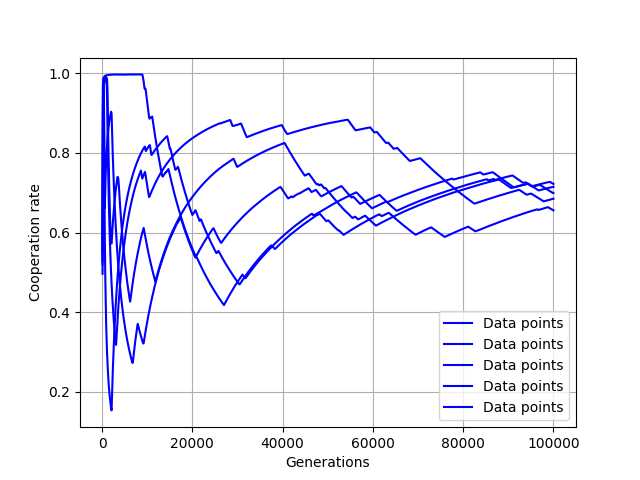 1.0
0.8
0.6
0.4
0.2
Cooperation rate
0
20000
40000
60000
80000
100000
Generations
Data points
Data points
Data points
Data points
Data points